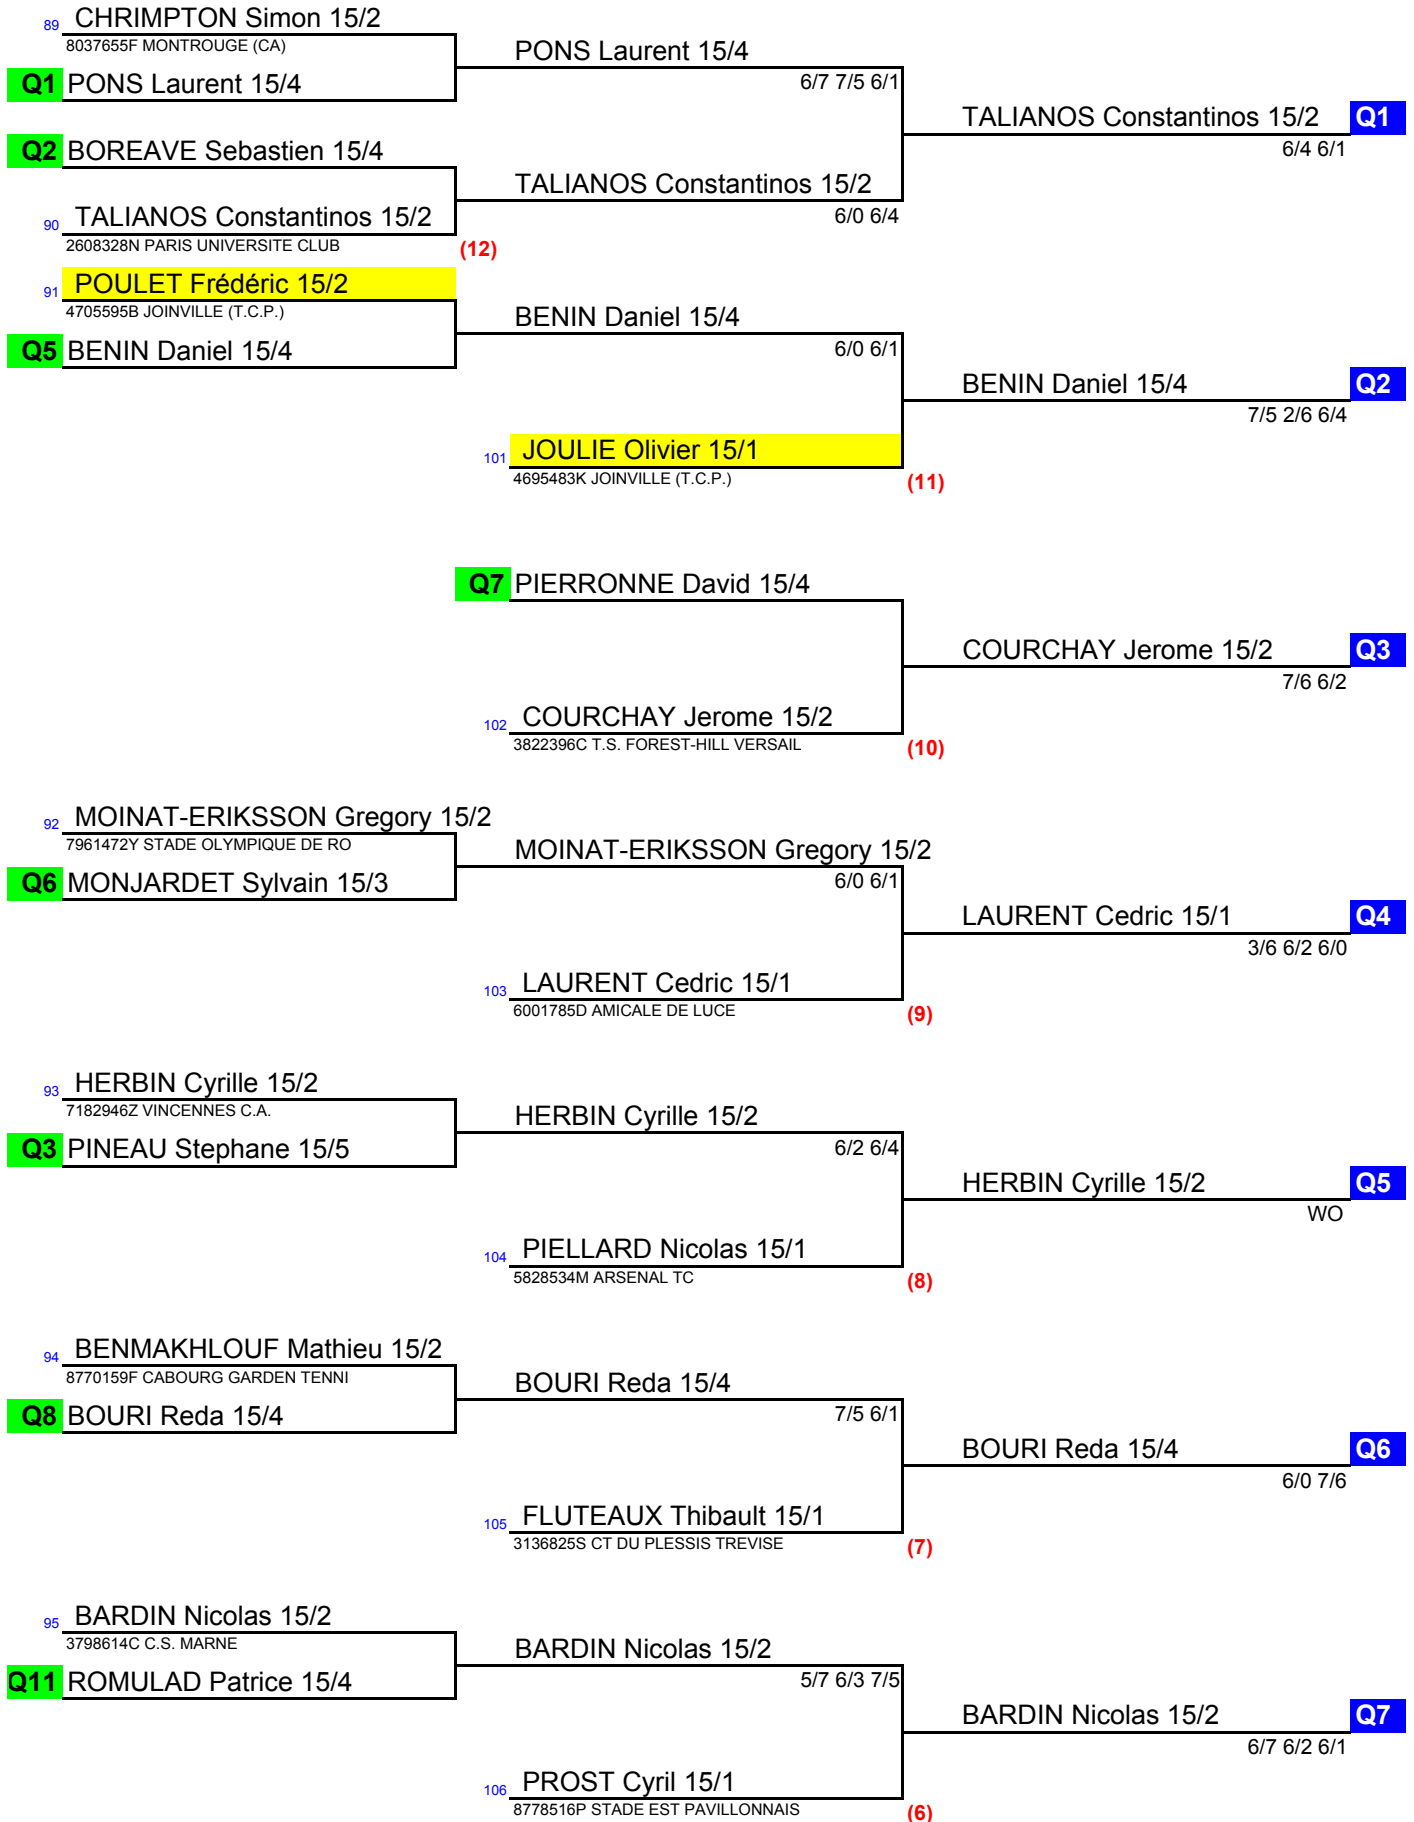 89 CHRIMPTON Simon 15/2
8037655F MONTROUGE (CA)
PONS Laurent 15/4
Q1 PONS Laurent 15/4
6/7 7/5 6/1
TALIANOS Constantinos 15/2 Q1
6/4 6/1
Q2 BOREAVE Sebastien 15/4
TALIANOS Constantinos 15/2
6/0 6/4
90 TALIANOS Constantinos 15/2
2608328N PARIS UNIVERSITE CLUB
(12)
91 POULET Frédéric 15/2
4705595B JOINVILLE (T.C.P.)
BENIN Daniel 15/4
6/0 6/1
Q5 BENIN Daniel 15/4
BENIN Daniel 15/4 Q2
7/5 2/6 6/4
101 JOULIE Olivier 15/1
4695483K JOINVILLE (T.C.P.)
(11)
Q7 PIERRONNE David 15/4
COURCHAY Jerome 15/2 Q3
7/6 6/2
102 COURCHAY Jerome 15/2
3822396C T.S. FOREST-HILL VERSAIL
(10)
92 MOINAT-ERIKSSON Gregory 15/2
7961472Y STADE OLYMPIQUE DE RO
MOINAT-ERIKSSON Gregory 15/2
6/0 6/1
Q6 MONJARDET Sylvain 15/3
LAURENT Cedric 15/1 Q4
3/6 6/2 6/0
103 LAURENT Cedric 15/1
6001785D AMICALE DE LUCE
(9)
93 HERBIN Cyrille 15/2
7182946Z VINCENNES C.A.
HERBIN Cyrille 15/2
6/2 6/4
Q3 PINEAU Stephane 15/5
HERBIN Cyrille 15/2 Q5
WO
104 PIELLARD Nicolas 15/1
5828534M ARSENAL TC
(8)
94 BENMAKHLOUF Mathieu 15/2
8770159F CABOURG GARDEN TENNI
BOURI Reda 15/4
7/5 6/1
Q8 BOURI Reda 15/4
BOURI Reda 15/4 Q6
6/0 7/6
105 FLUTEAUX Thibault 15/1
3136825S CT DU PLESSIS TREVISE
(7)
95 BARDIN Nicolas 15/2
3798614C C.S. MARNE
BARDIN Nicolas 15/2
5/7 6/3 7/5
Q11 ROMULAD Patrice 15/4
BARDIN Nicolas 15/2 Q7
6/7 6/2 6/1
106 PROST Cyril 15/1
8778516P STADE EST PAVILLONNAIS
(6)